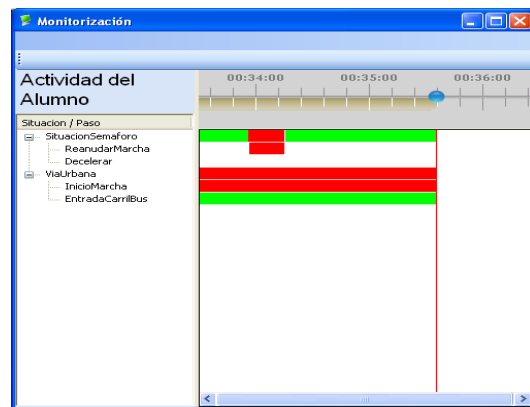 Monitorización
Actividad del
Alumno
00:34:00 00:35:00 00:36:00
Situacion / Paso
SituacionSemaforo
ReanudarMarcha
Decelerar
ViaUrbana
InicioMarcha
EntradaCarrilBus